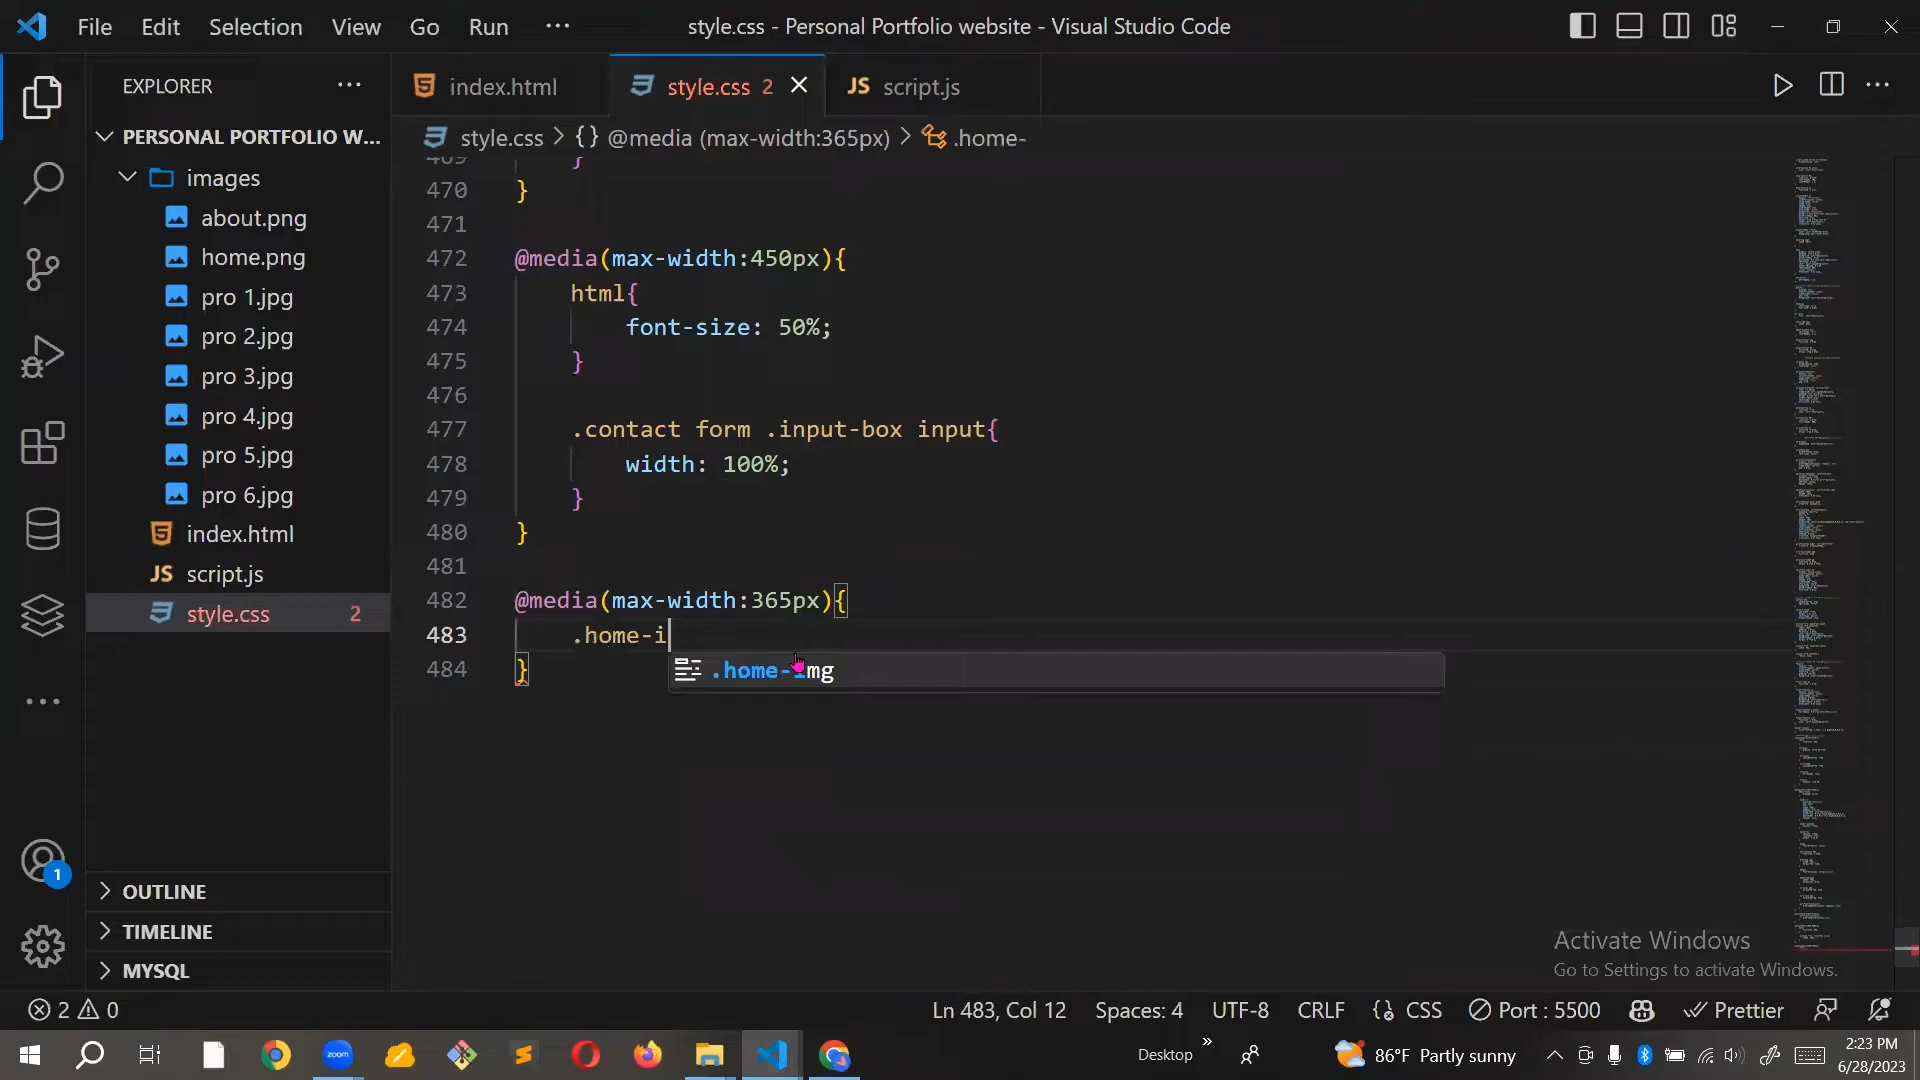 File Edit Selection View Go Run ··· style.css - Personal Portfolio website - Visual Studio Code
EXPLORER ···
index.html
style.css 2
JS script.js
PERSONAL PORTFOLIO W...
style.css > {} @media (max-width:365px) > .home-
images
about.png
home.png
pro 1.jpg
pro 2.jpg
pro 3.jpg
pro 4.jpg
pro 5.jpg
pro 6.jpg
index.html
JS script.js
style.css 2
OUTLINE
TIMELINE
MYSQL
1
469 }
470 }
471
472 @media(max-width:450px){
473 html{
474 font-size: 50%;
475 }
476
477 .contact form .input-box input{
478 width: 100%;
479 }
480 }
481
482 @media(max-width:365px){
483 .home-i
484 }
.home-img
Activate Windows
Go to Settings to activate Windows.
2 0 Ln 483, Col 12 Spaces: 4 UTF-8 CRLF {} CSS Port : 5500 Prettier
zoom Desktop » 86°F Partly sunny 2:23 PM
6/28/2023